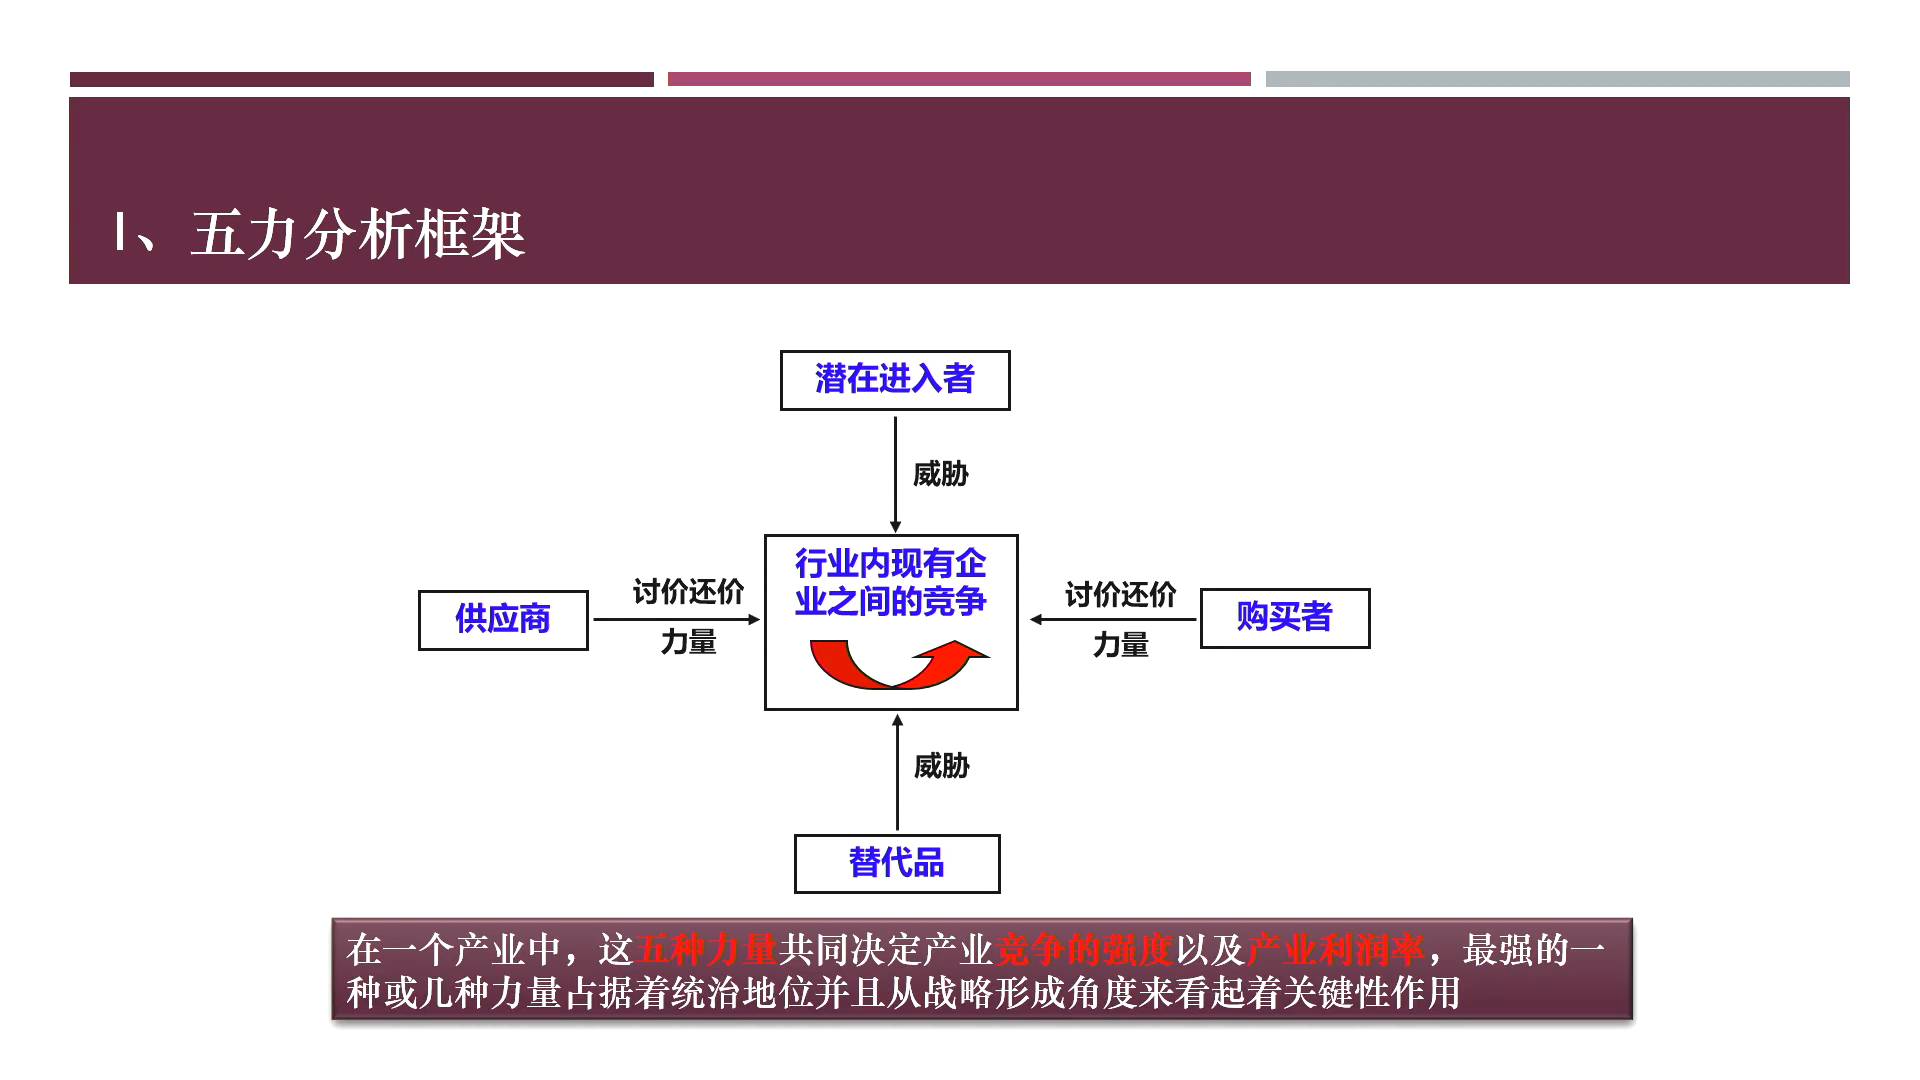 1、五力分析框架
潜在进入者
威胁
行业内现有企
业之间的竞争
供应商
讨价还价
力量
讨价还价
力量
购买者
威胁
替代品
在一个产业中，这五种力量共同决定产业竞争的强度以及产业利润率，最强的一
种或几种力量占据着统治地位并且从战略形成角度来看起着关键性作用